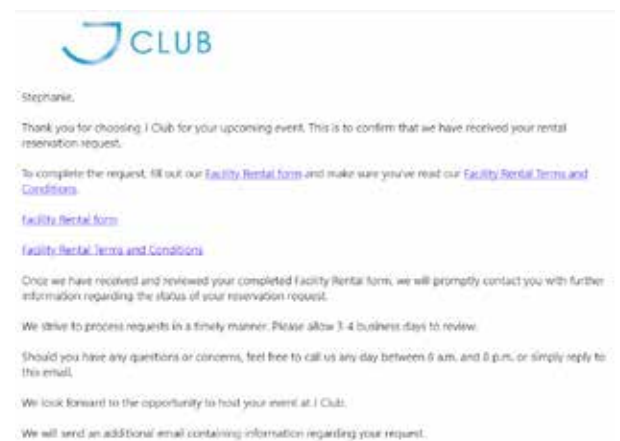 J CLUB
Stephanie,
Thank you for choosing J Club for your upcoming event. This is to confirm that we have received your rental
reservation request.
To complete the request, fill out our Facility Rental form and make sure you've read our Facility Rental Terms and
Conditions.
Facility Rental form
Facility Rental Terms and Conditions
Once we have received and reviewed your completed Facility Rental form, we will promptly contact you with further
information regarding the status of your reservation request.
We strive to process requests in a timely manner. Please allow 3-4 business days to review.
Should you have any questions or concerns, feel free to call us any day between a.m. and p.m. or simply reply to
this email.
We look forward to the opportunity to host your event at J Club.
We will send an additional email containing information regarding your request.